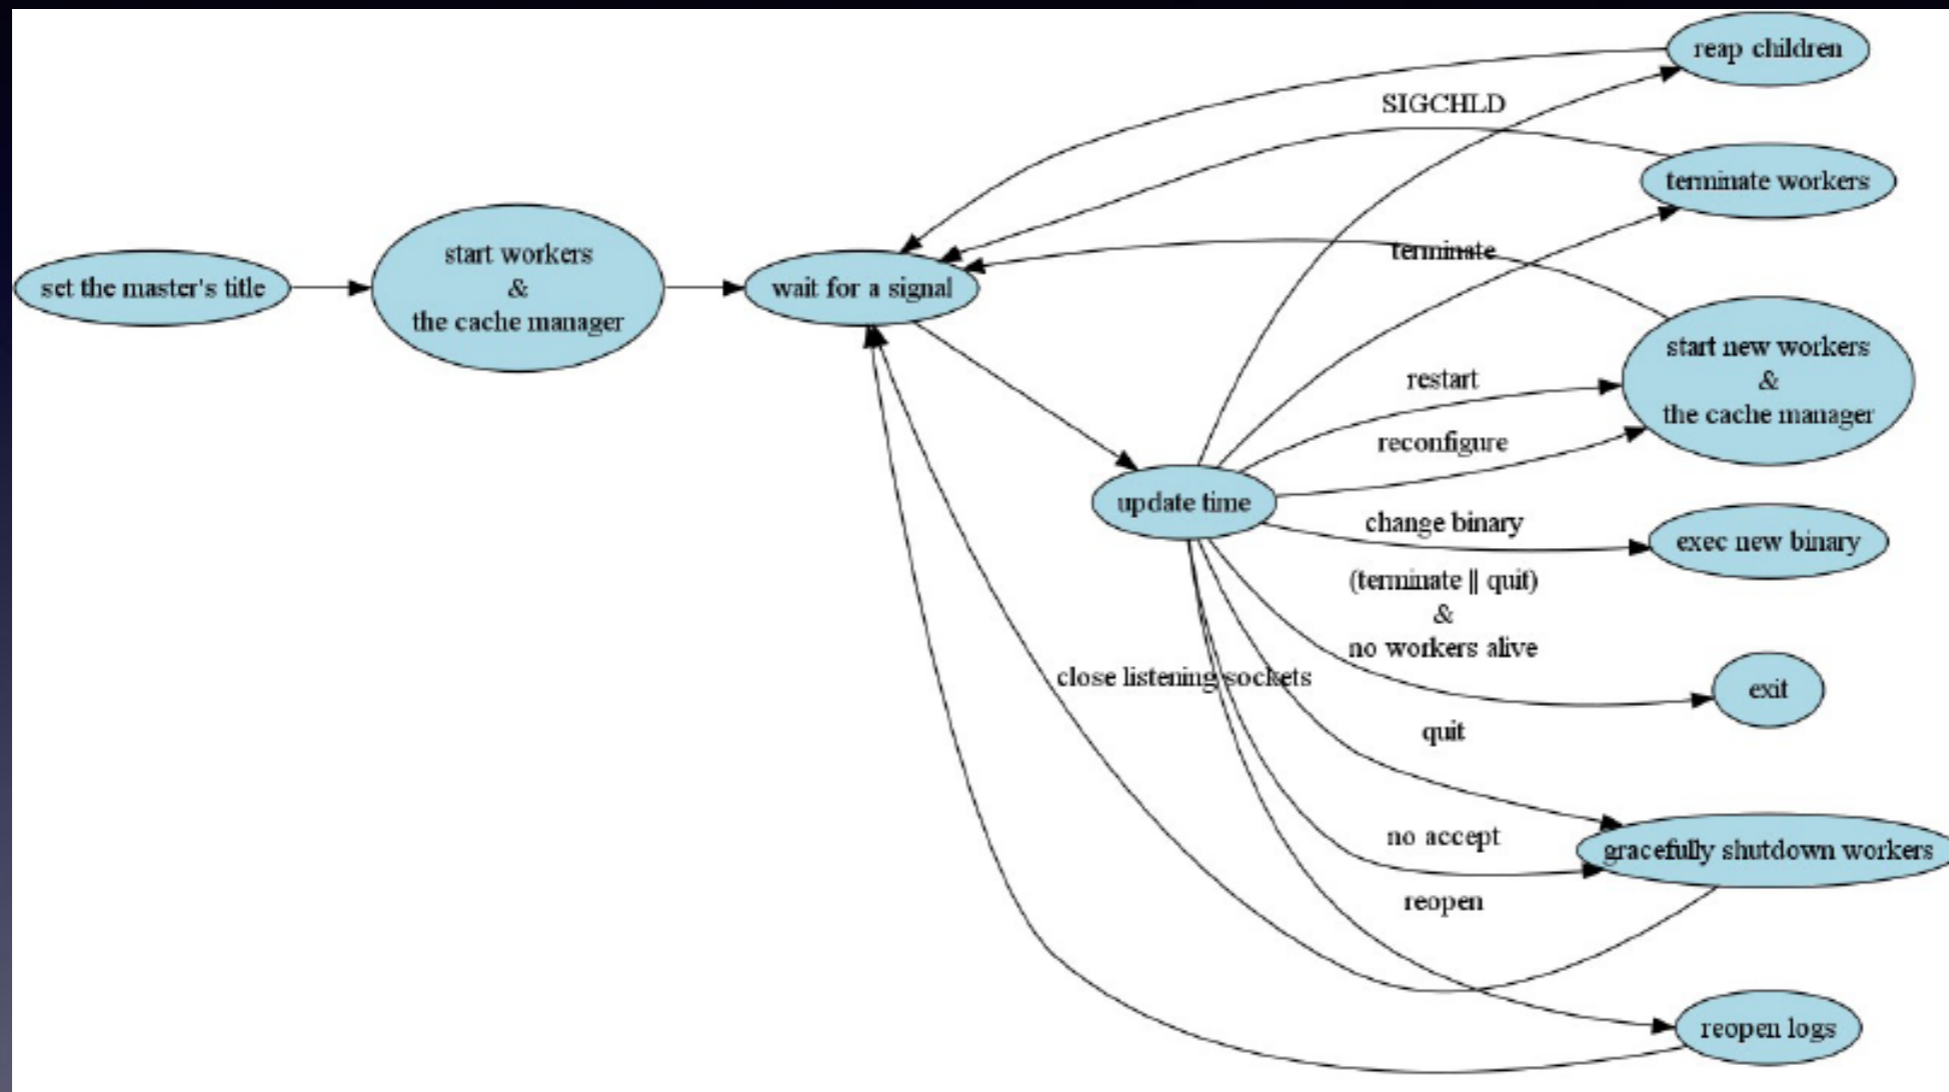 reap children
SIGCHLD
terminate workers
terminate
set the master's title
start workers
&
the cache manager
wait for a signal
start new workers
&
the cache manager
restart
reconfigure
update time
change binary
exec new binary
(terminate || quit)
&
no workers alive
close listening sockets
exit
quit
no accept
gracefully shutdown workers
reopen
reopen logs